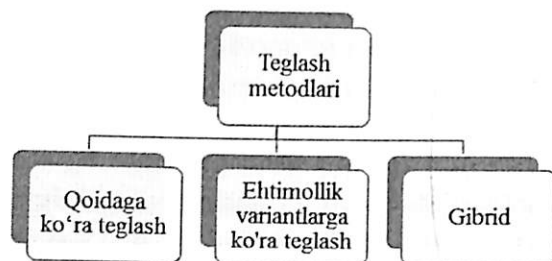 Teglash
metodlari
Qoidaga
ko‘ra teglash
Ehtimollik
variantlarga
ko'ra teglash
Gibrid